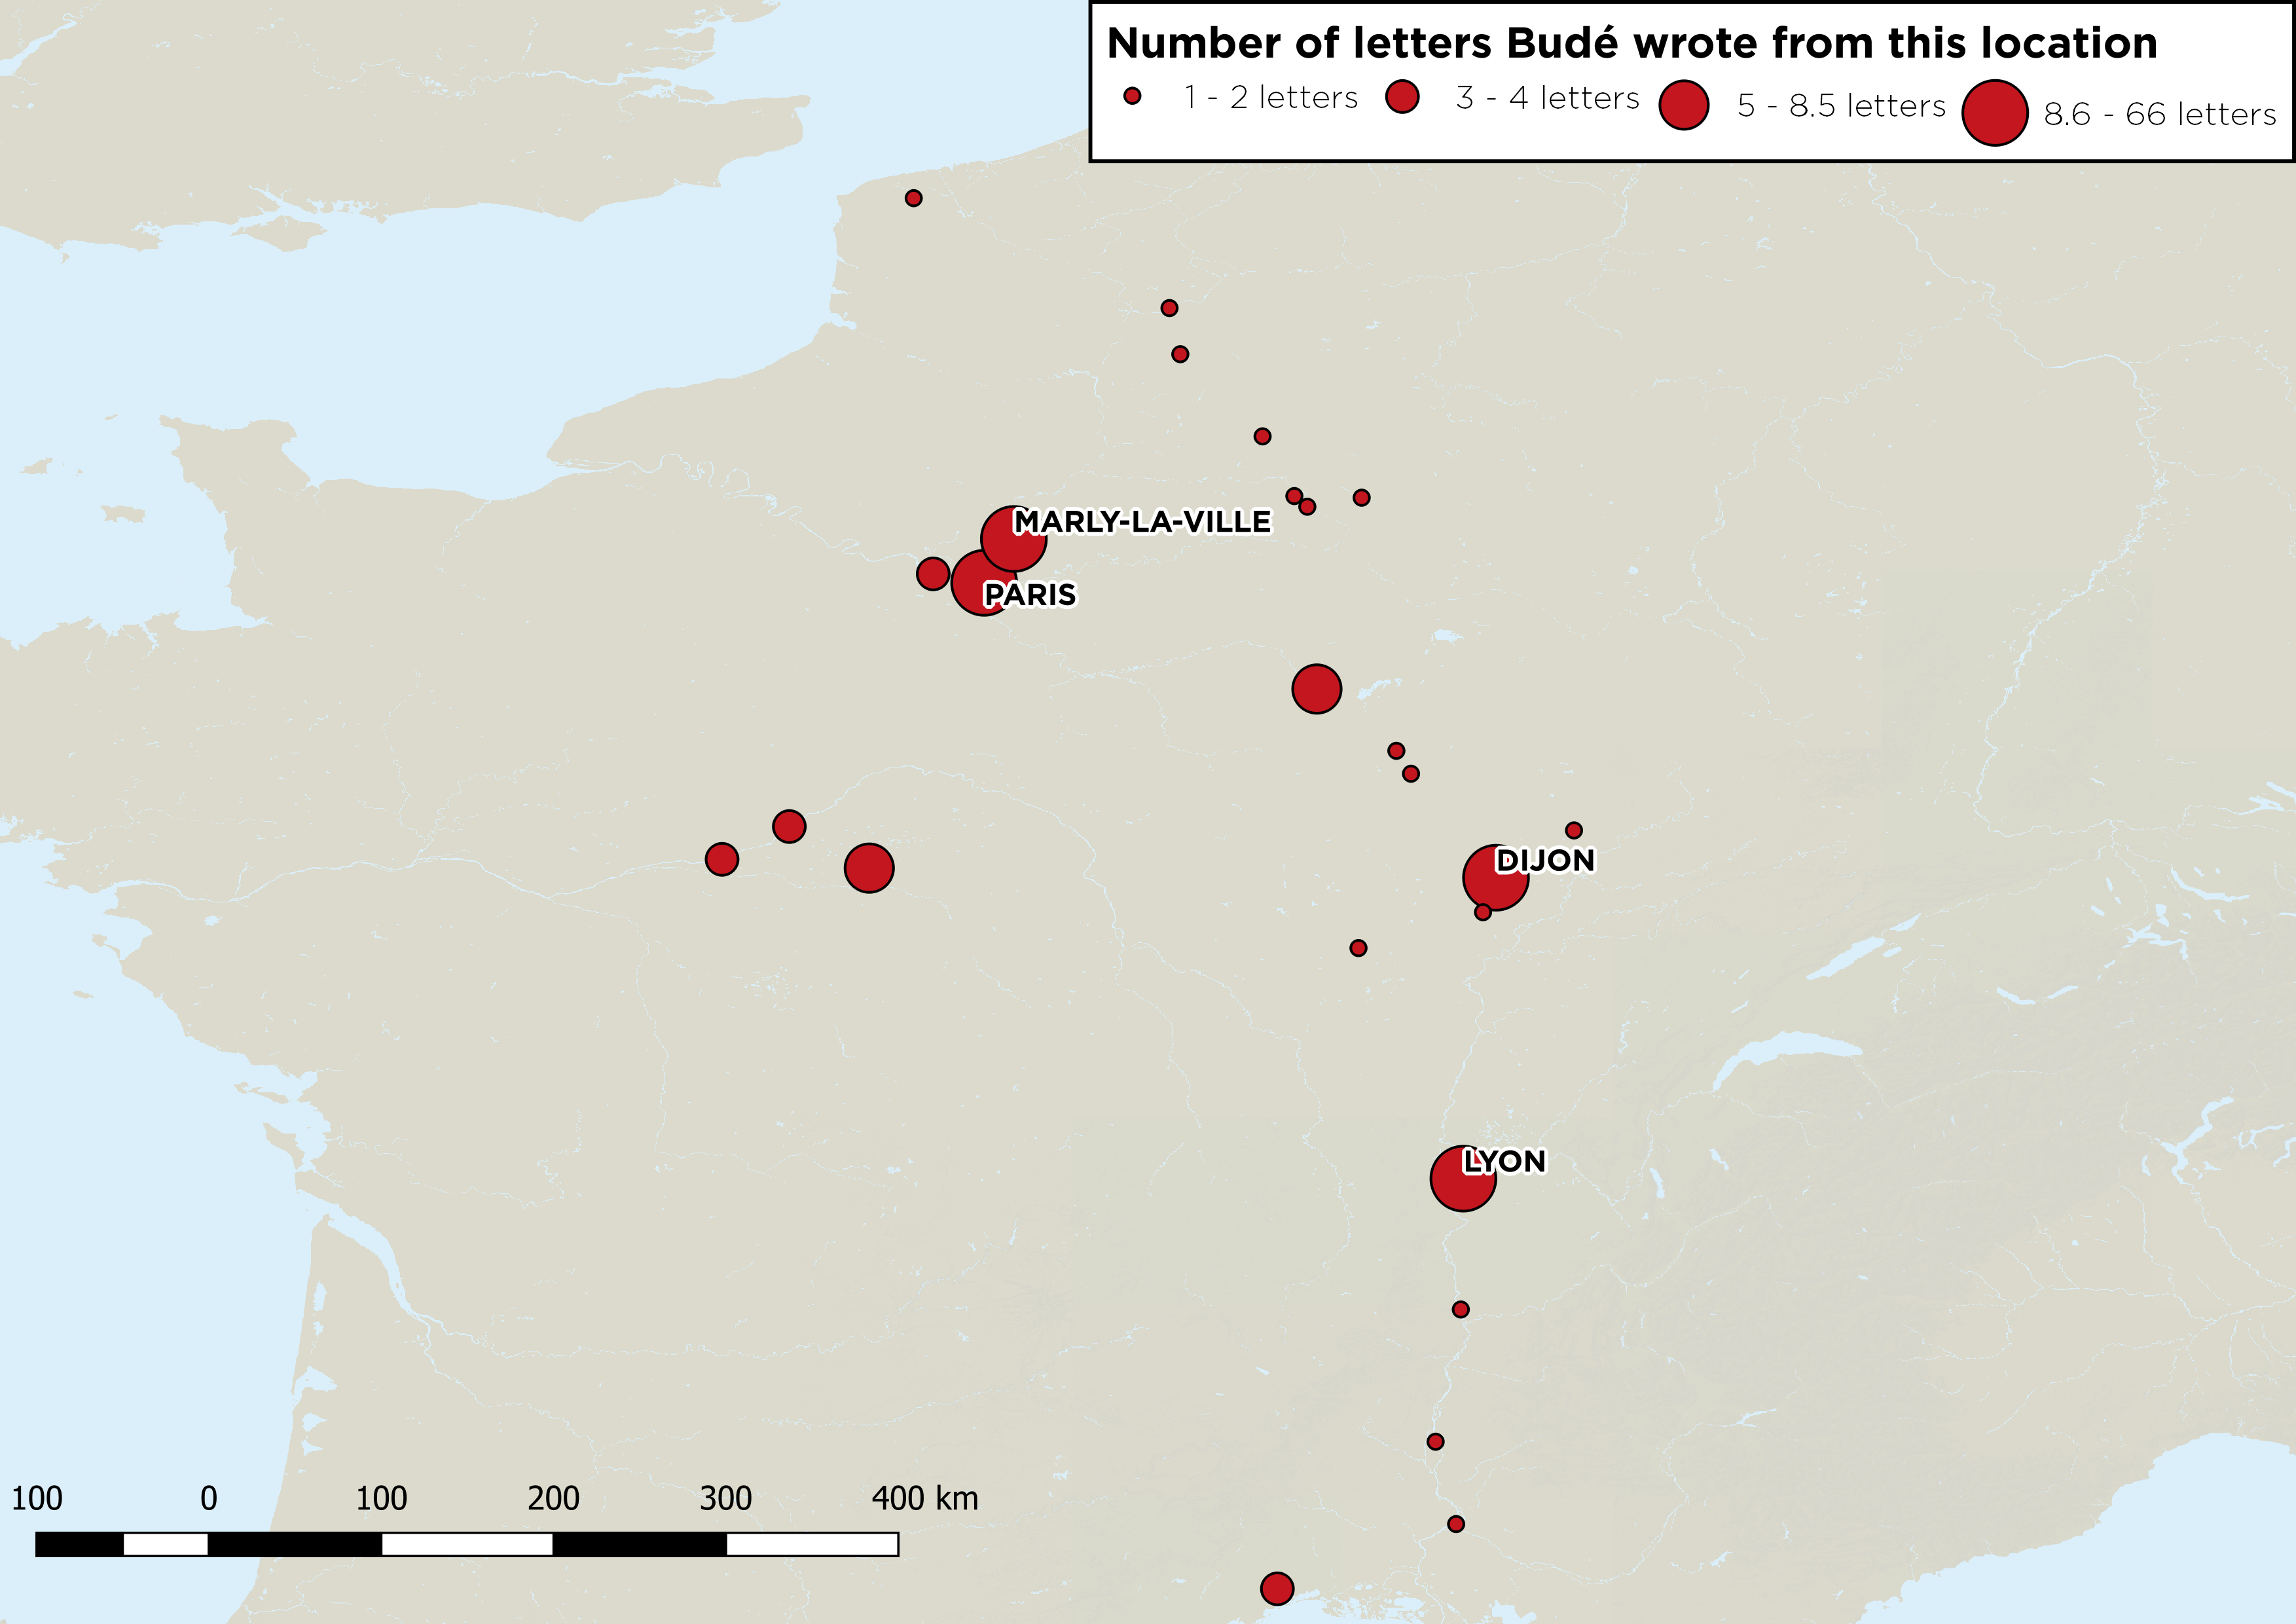 Number of letters Budé wrote from this location
1 - 2 letters 3 - 4 letters 5 - 8.5 letters 8.6 - 66 letters
MARLY-LA-VILLE
PARIS
DIJON
LYON
100 0 100 200 300 400 km